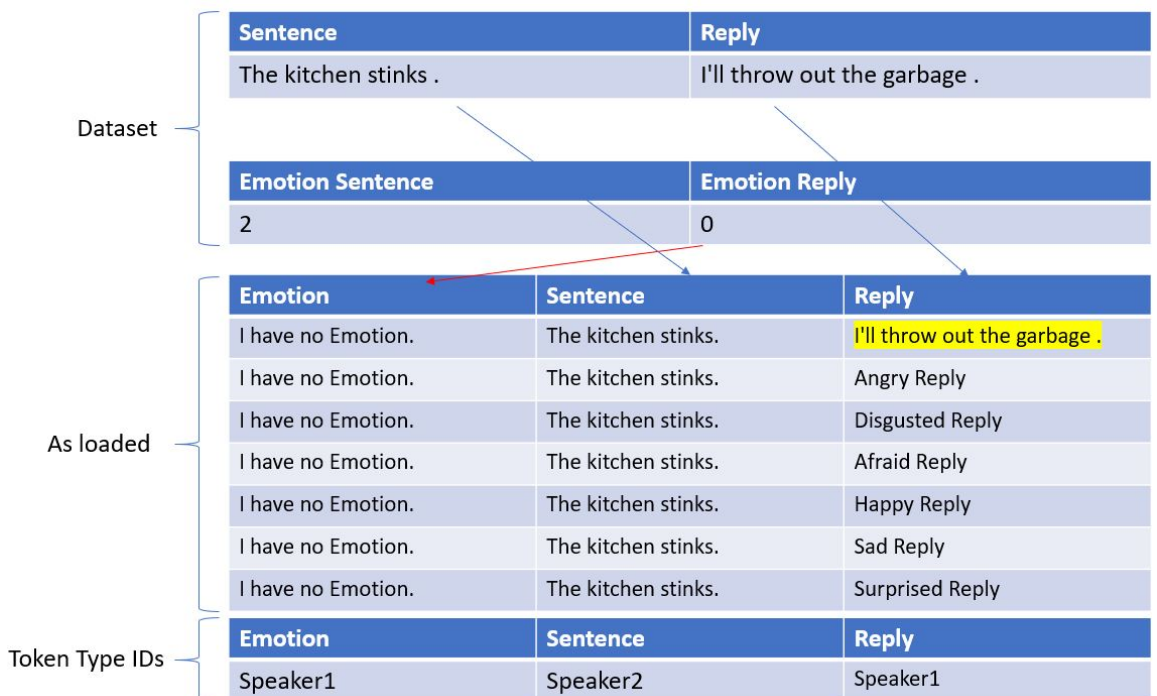 Sentence Reply
The kitchen stinks . I'll throw out the garbage .
Dataset
Emotion Sentence Emotion Reply
2 0
Emotion Sentence Reply
I have no Emotion. The kitchen stinks. I'll throw out the garbage .
I have no Emotion. The kitchen stinks. Angry Reply
I have no Emotion. The kitchen stinks. Disgusted Reply
As loaded
I have no Emotion. The kitchen stinks. Afraid Reply
I have no Emotion. The kitchen stinks. Happy Reply
I have no Emotion. The kitchen stinks. Sad Reply
I have no Emotion. The kitchen stinks. Surprised Reply
Token Type IDs
Emotion Sentence Reply
Speaker1 Speaker2 Speaker1